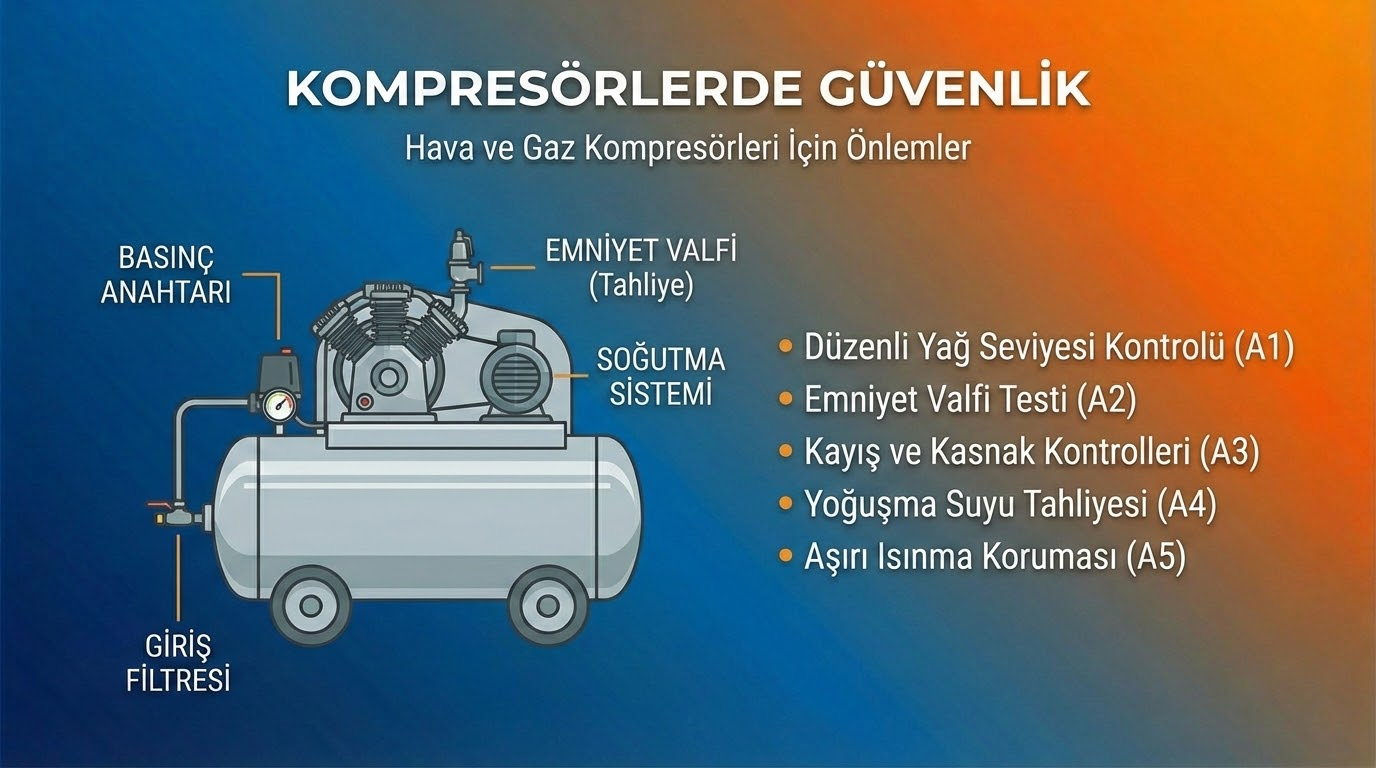 KOMPRESÖRLERDE GÜVENLİK
Hava ve Gaz Kompresörleri İçin Önlemler
BASINÇ
ANAHTARI
EMNİYET VALFİ
(Tahliye)
SOĞUTMA
SİSTEMİ
GİRİŞ
FİLTRESİ
• Düzenli Yağ Seviyesi Kontrolü (A1)
• Emniyet Valfi Testi (A2)
• Kayış ve Kasnak Kontrolleri (A3)
• Yoğuşma Suyu Tahliyesi (A4)
• Aşırı Isınma Koruması (A5)